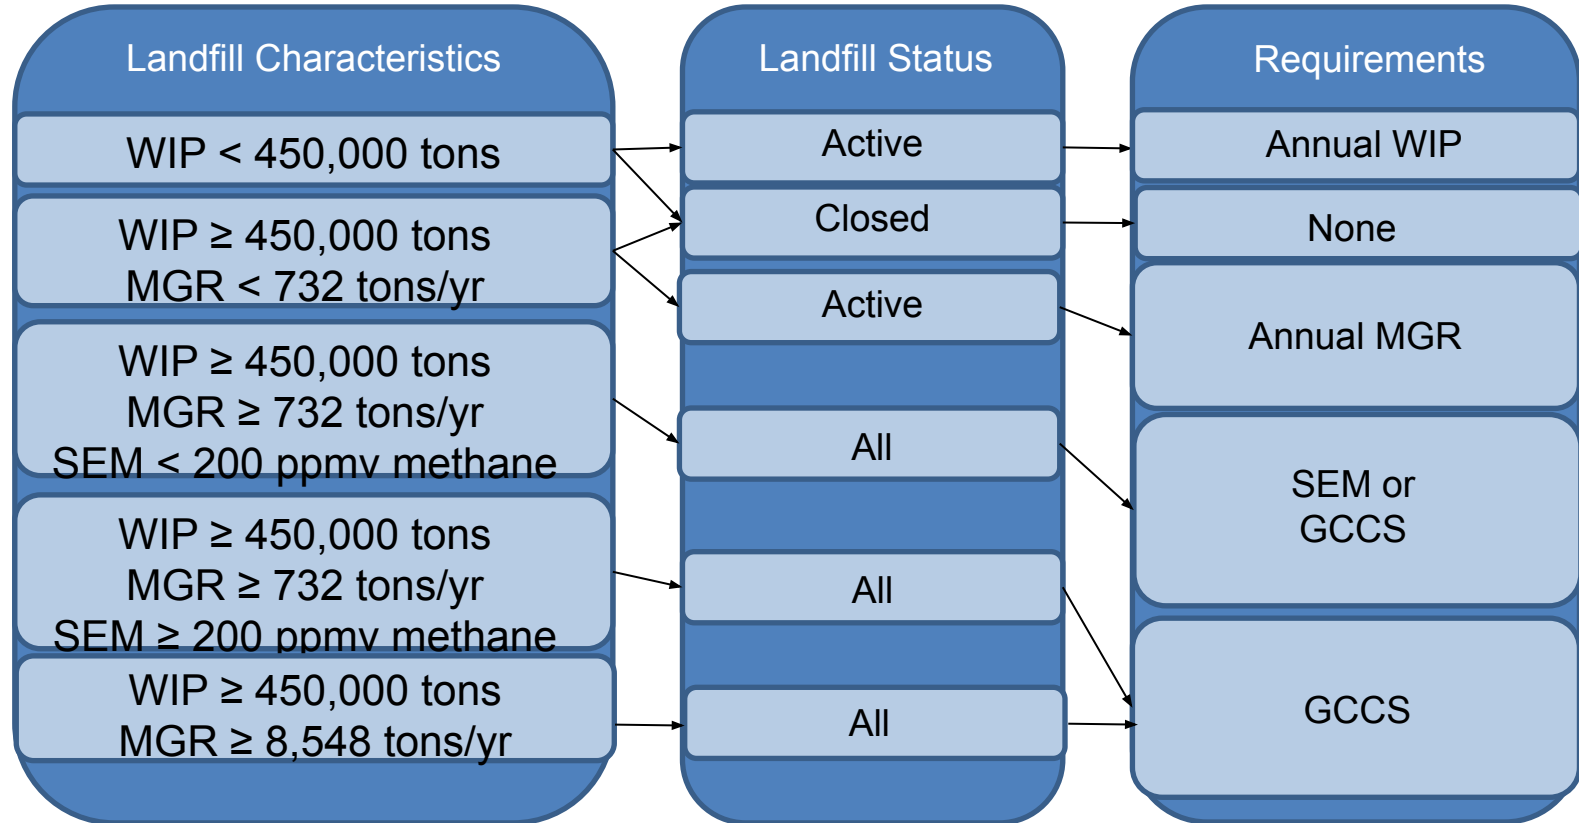 Landfill Characteristics
WIP < 450,000 tons
WIP ≥ 450,000 tons
MGR < 732 tons/yr
WIP ≥ 450,000 tons
MGR ≥ 732 tons/yr
SEM < 200 ppmv methane
WIP ≥ 450,000 tons
MGR ≥ 732 tons/yr
SEM ≥ 200 ppmv methane
WIP ≥ 450,000 tons
MGR ≥ 8,548 tons/yr
Landfill Status
Active
Closed
Active
All
All
All
Requirements
Annual WIP
None
Annual MGR
SEM or
GCCS
GCCS